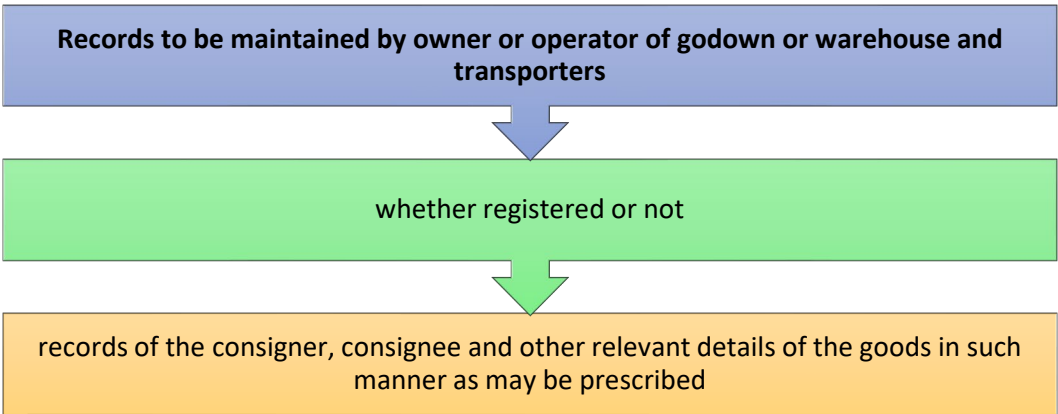 Records to be maintained by owner or operator of godown or warehouse and
transporters
whether registered or not
records of the consigner, consignee and other relevant details of the goods in such
manner as may be prescribed